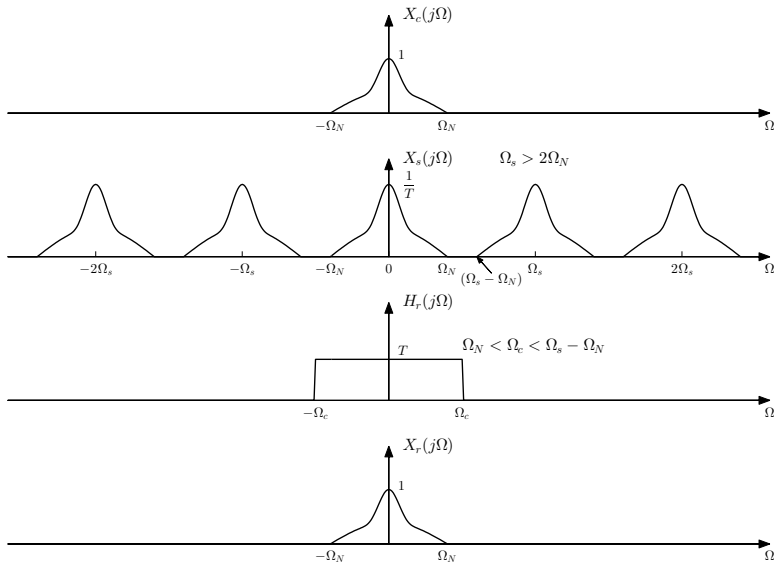 X_c(jΩ)
1
−Ω_N Ω_N Ω
X_s(jΩ) Ω_s > 2Ω_N
1/T
−2Ω_s −Ω_s −Ω_N 0 Ω_N Ω_s 2Ω_s Ω
(Ω_s − Ω_N)
H_r(jΩ)
T Ω_N < Ω_c < Ω_s − Ω_N
−Ω_c Ω_c Ω
X_r(jΩ)
1
−Ω_N Ω_N Ω